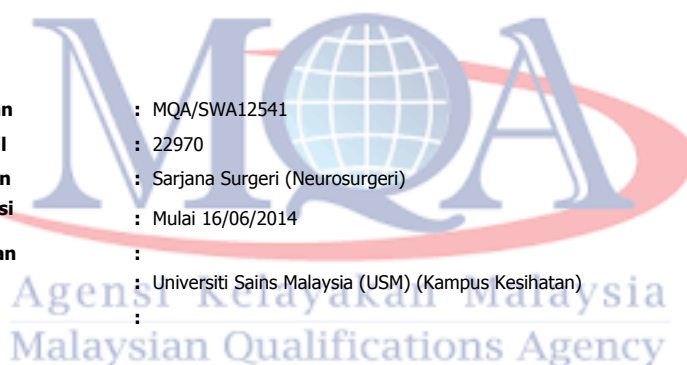 MQA
an : MQA/SWA12541
l : 22970
n : Sarjana Surgeri (Neurosurgeri)
si : Mulai 16/06/2014
an :
: Universiti Sains Malaysia (USM) (Kampus Kesihatan)
:
Agensi Kelayakan Malaysia
Malaysian Qualifications Agency